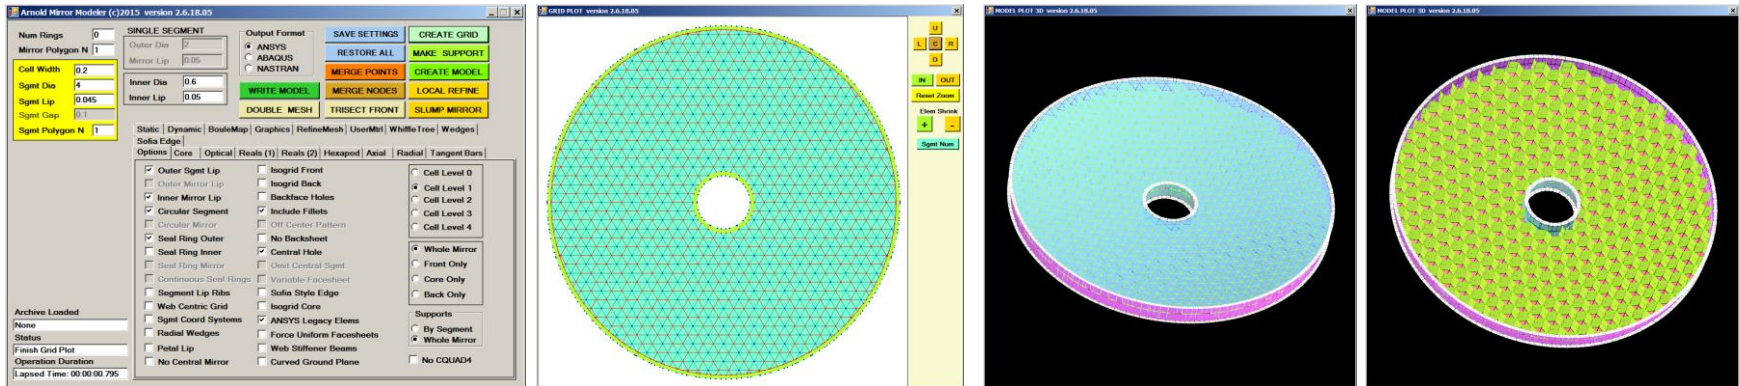 Arnold Mirror Modeler (c)2015 version 2.6.18.05
Num Rings 0
Mirror Polygon N 1
Cell Width 0.2
Sgmt Dia 4
Sgmt Lip 0.045
Sgmt Gap 0.1
Sgmt Polygon N 1
SINGLE SEGMENT
Outer Dia 2
Mirror Lip 0.05
Inner Dia 0.6
Inner Lip 0.05
Output Format
ANSYS
ABAQUS
NASTRAN
SAVE SETTINGS CREATE GRID
RESTORE ALL MAKE SUPPORT
MERGE POINTS CREATE MODEL
WRITE MODEL MERGE NODES LOCAL REFINE
DOUBLE MESH TRISECT FRONT SLUMP MIRROR
Static Dynamic BouleMap Graphics RefineMesh UserMtrl WhiffleTree Wedges
Sofia Edge
Options Core Optical Reals (1) Reals (2) Hexapod Axial Radial Tangent Bars
Outer Sgmt Lip
Outer Mirror Lip
Inner Mirror Lip
Circular Segment
Circular Mirror
Seal Ring Outer
Seal Ring Inner
Seal Ring Mirror
Continuous Seal Rings
Segment Lip Ribs
Web Centric Grid
Sgmt Coord Systems
Radial Wedges
Petal Lip
No Central Mirror
Isogrid Front
Isogrid Back
Backface Holes
Include Fillets
Off Center Pattern
No Backsheet
Central Hole
Omit Central Sgmt
Variable Facesheet
Sofia Style Edge
Isogrid Core
ANSYS Legacy Elems
Force Uniform Facesheets
Web Stiffener Beams
Curved Ground Plane
Cell Level 0
Cell Level 1
Cell Level 2
Cell Level 3
Cell Level 4
Whole Mirror
Front Only
Core Only
Back Only
Supports
By Segment
Whole Mirror
No CQUAD4
Archive Loaded
None
Status
Finish Grid Plot
Operation Duration
Lapsed Time: 00:00:00.795
GRID PLOT version 2.6.18.05
U
L C R
D
IN OUT
Reset Zoom
Elem Shrink
+ -
Sgmt Num
MODEL PLOT 3D version 2.6.18.05
MODEL PLOT 3D version 2.6.18.05